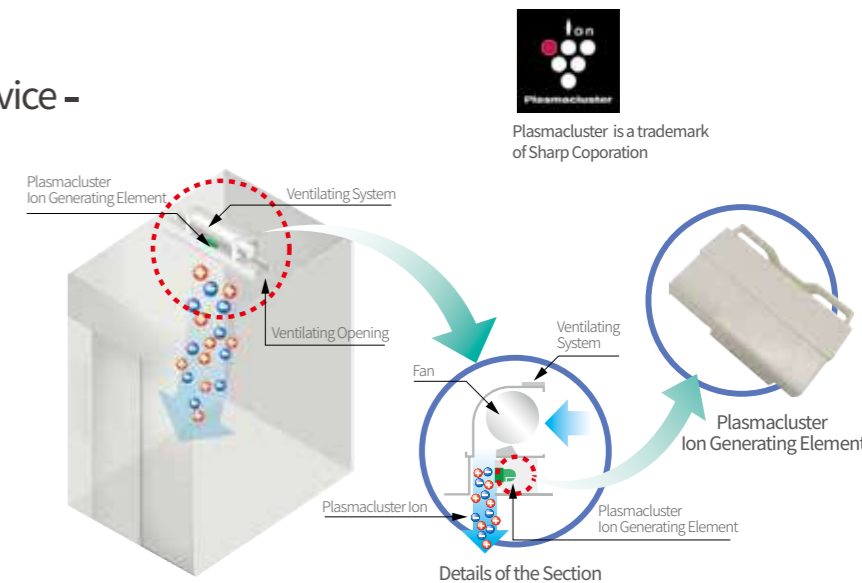 vice -
Ion
Plasmacluster
Plasmacluster is a trademark
of Sharp Coporation
Plasmacluster
Ion Generating Element
Ventilating System
Ventilating Opening
Ventilating
System
Fan
Plasmacluster
Ion Generating Element
Plasmacluster Ion
Plasmacluster
Ion Generating Element
Details of the Section